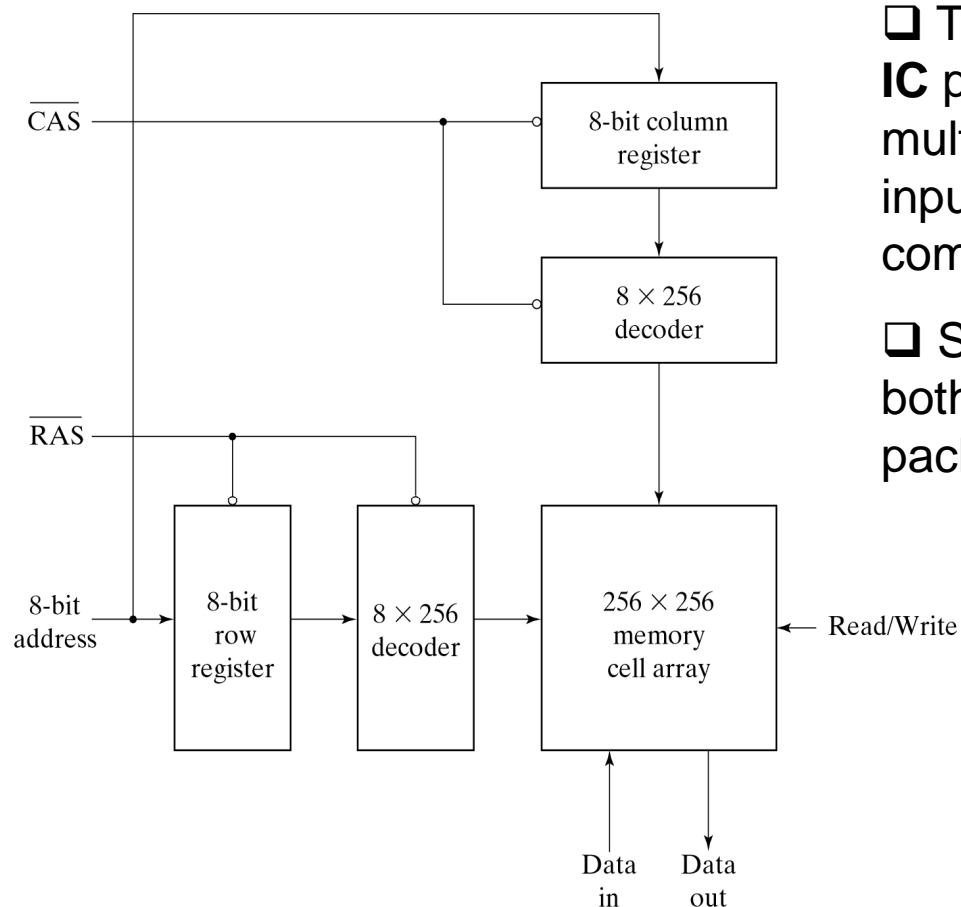 CAS
8-bit column
register
8 × 256
decoder
RAS
8-bit
address
8-bit
row
register
8 × 256
decoder
256 × 256
memory
cell array
Read/Write
Data
in
Data
out
❑ T
IC p
mult
inpu
com
❑ S
both
pack